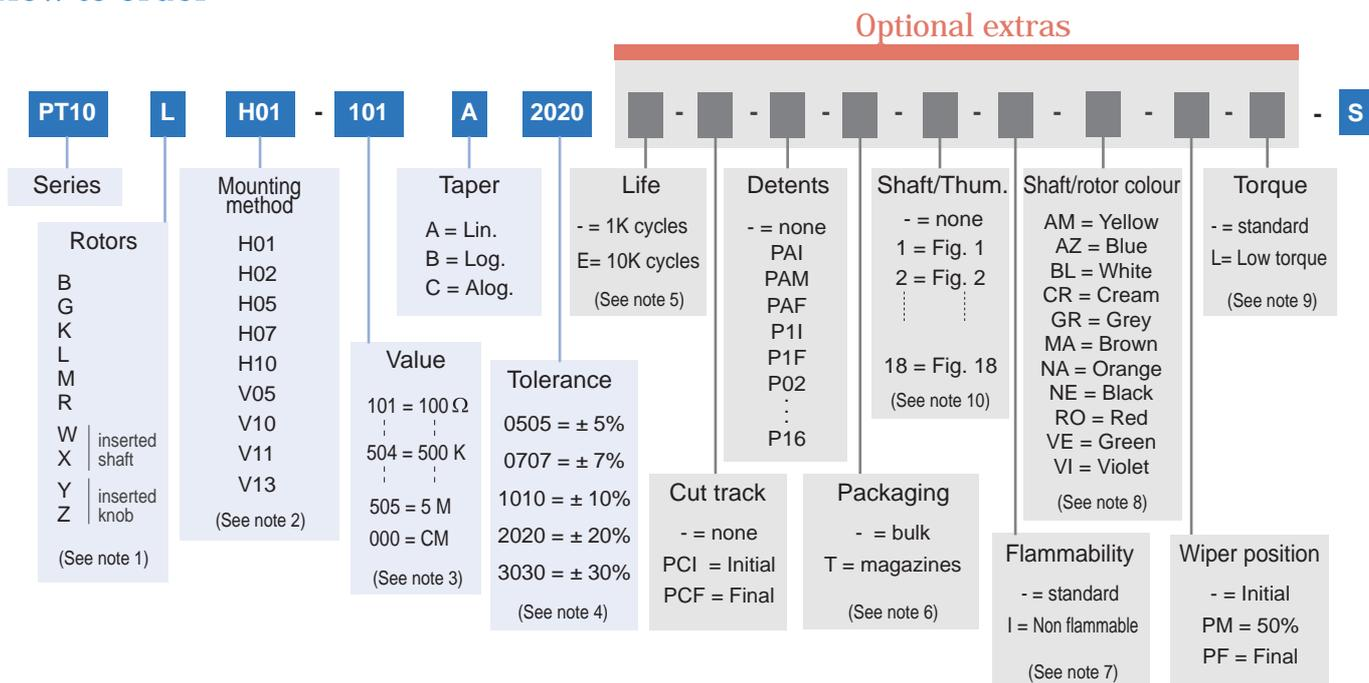 Optional extras
PT10 L H01 - 101 A 2020 - - - - - - - - - S
Series
Rotors
B
G
K
L
M
R
W
X
inserted
shaft
Y
Z
inserted
knob
(See note 1)
Mounting
method
H01
H02
H05
H07
H10
V05
V10
V11
V13
(See note 2)
Value
101 = 100 Ω
504 = 500 K
505 = 5 M
000 = CM
(See note 3)
Taper
A = Lin.
B = Log.
C = Alog.
Tolerance
0505 = ± 5%
0707 = ± 7%
1010 = ± 10%
2020 = ± 20%
3030 = ± 30%
(See note 4)
Life
- = 1K cycles
E= 10K cycles
(See note 5)
Cut track
- = none
PCI = Initial
PCF = Final
Detents
- = none
PAI
PAM
PAF
P1I
P1F
P02
:
P16
Packaging
- = bulk
T = magazines
(See note 6)
Shaft/Thum.
- = none
1 = Fig. 1
2 = Fig. 2
18 = Fig. 18
(See note 10)
Flammability
- = standard
I = Non flammable
(See note 7)
Shaft/rotor colour
AM = Yellow
AZ = Blue
BL = White
CR = Cream
GR = Grey
MA = Brown
NA = Orange
NE = Black
RO = Red
VE = Green
VI = Violet
(See note 8)
Wiper position
- = Initial
PM = 50%
PF = Final
Torque
- = standard
L= Low torque
(See note 9)